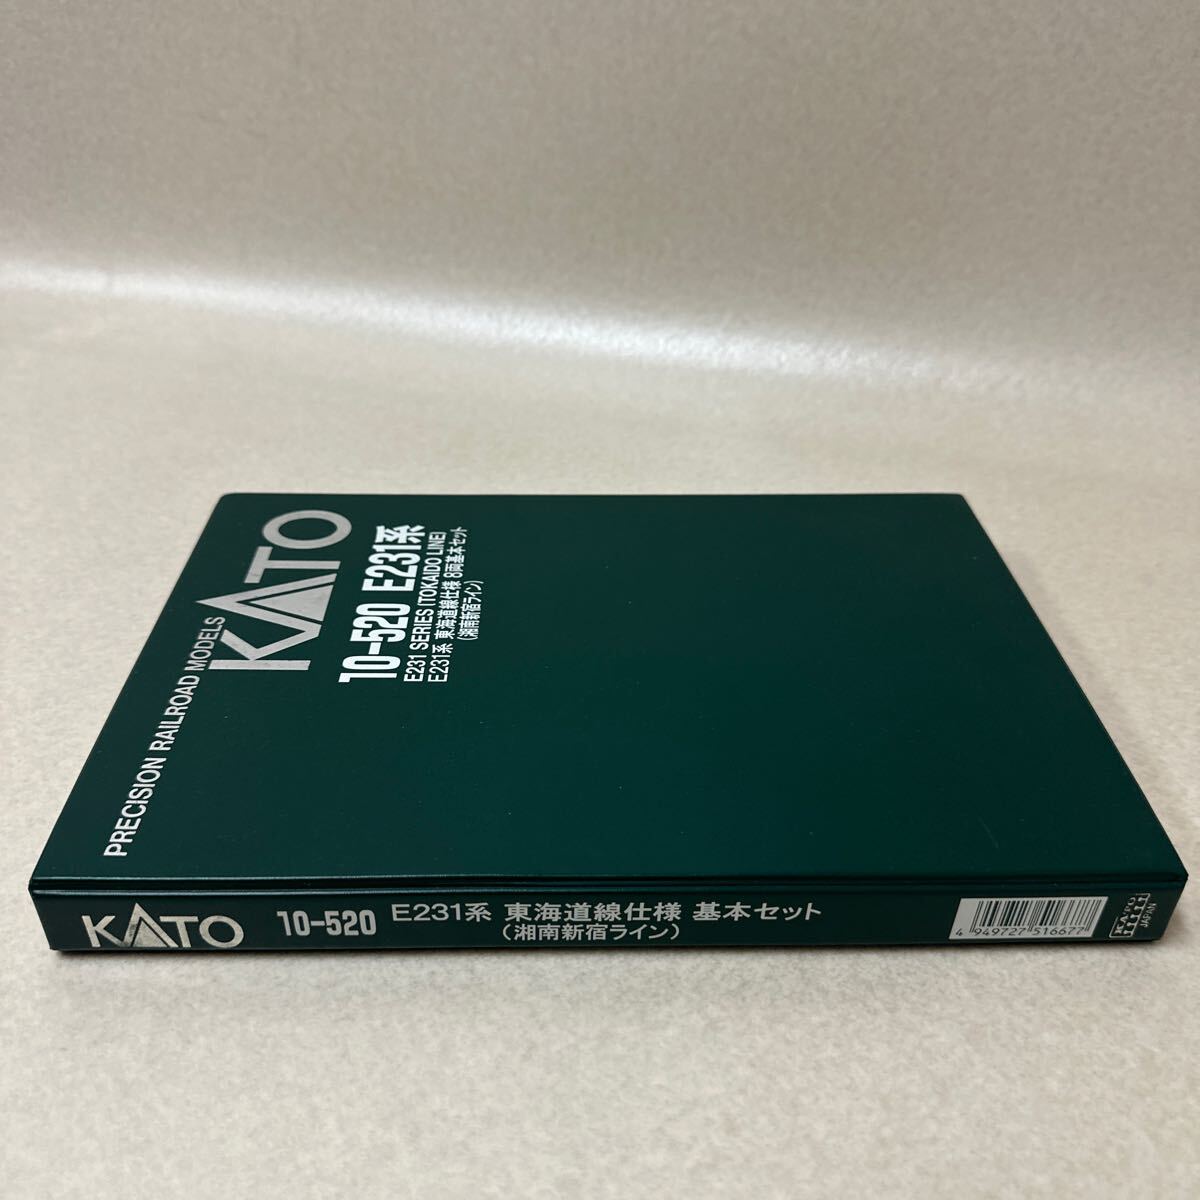 PRECISION RAILROAD MODELS
KATO
10-520 E231系
E231 SERIES (TOKAIDO LINE)
E231系 東海道線仕様 8両基本セット
(湘南新宿ライン)
KATO
10-520
E231系 東海道線仕様 基本セット
(湘南新宿ライン)
4 949727 516677
KATO
JAPAN